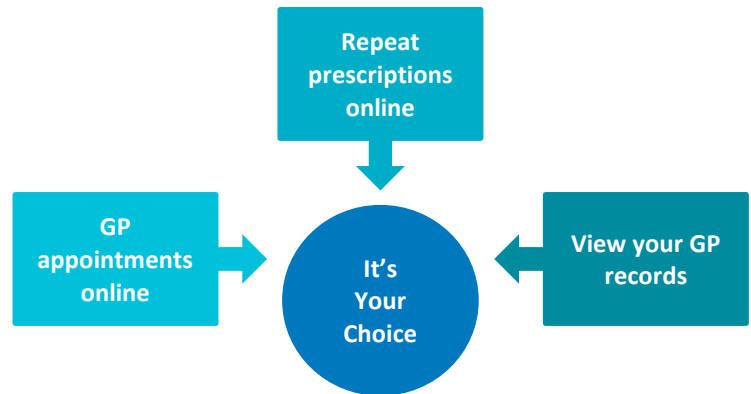 Repeat
prescriptions
online
GP
appointments
online
It’s
Your
Choice
View your GP
records